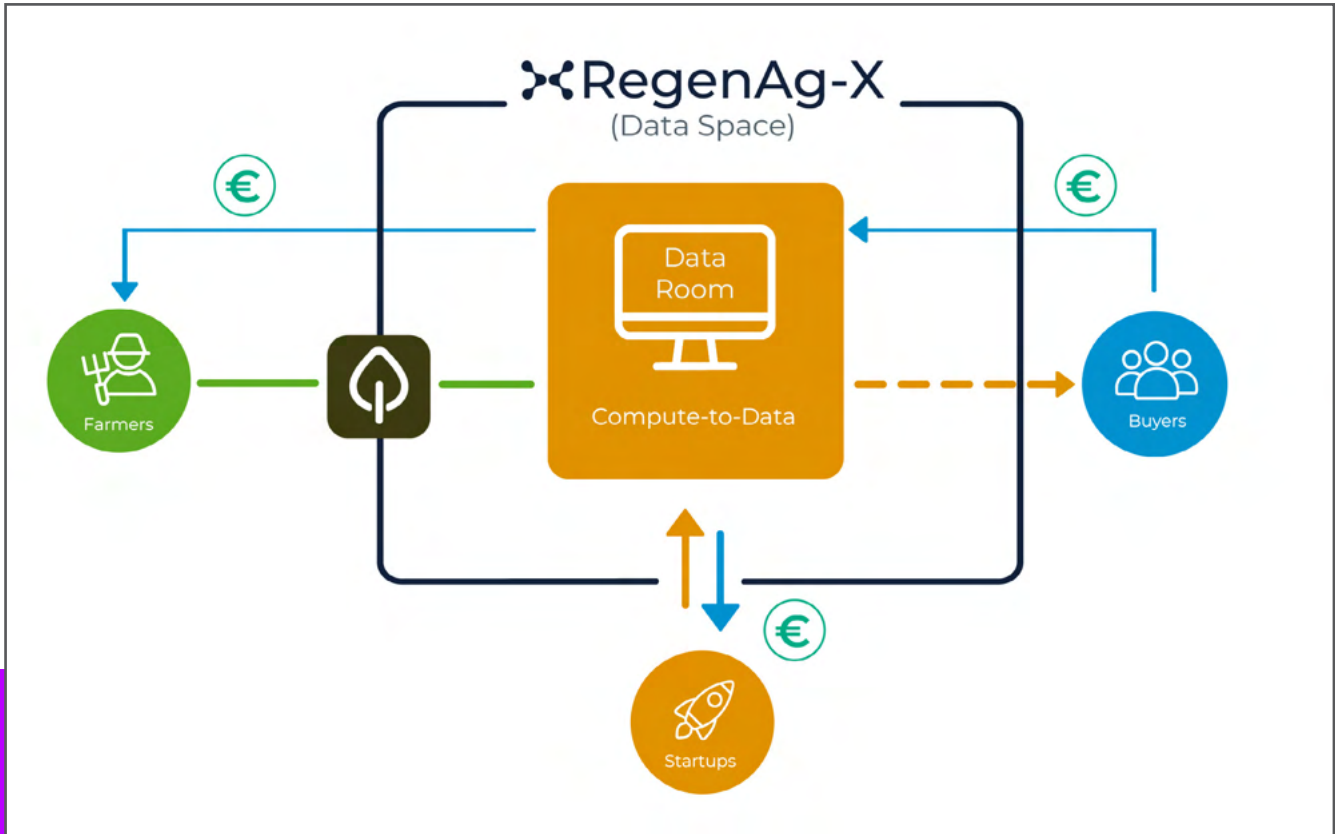 RegenAg-X
(Data Space)
€
€
Data
Room
Farmers
Compute-to-Data
Buyers
€
Startups